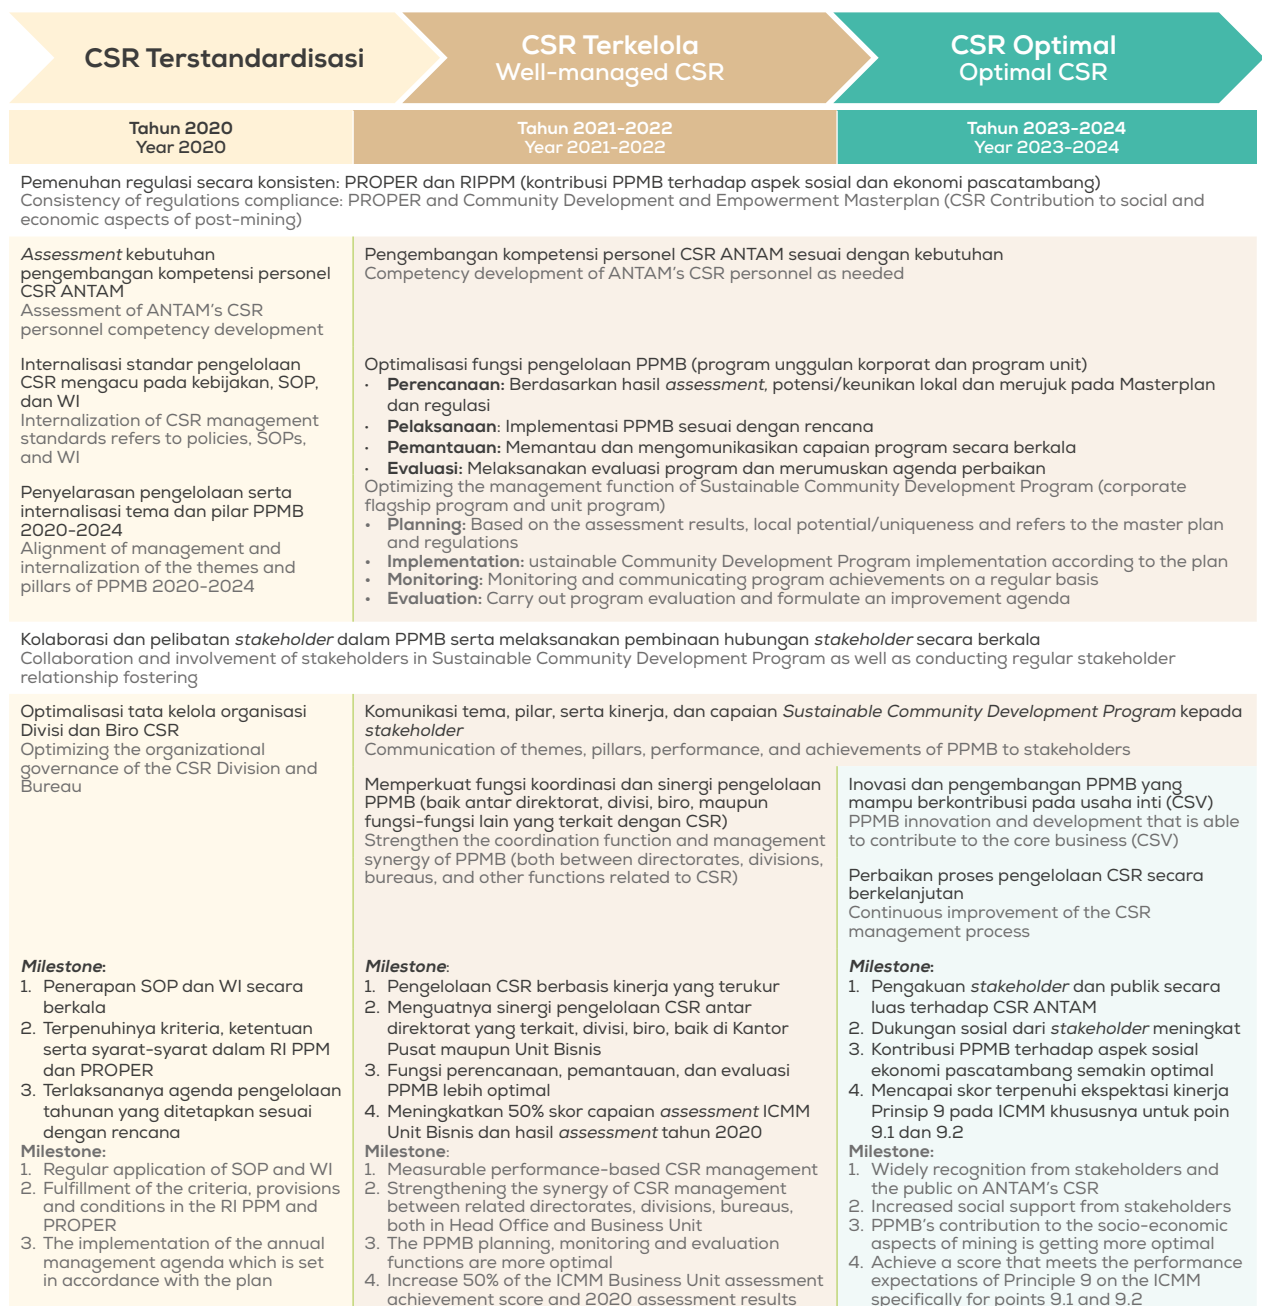 CSR Terstandardisasi
CSR Terkelola
Well-managed CSR
CSR Optimal
Optimal CSR
Tahun 2020
Year 2020
Tahun 2021-2022
Year 2021-2022
Tahun 2023-2024
Year 2023-2024
Pemenuhan regulasi secara konsisten: PROPER dan RIPPM (kontribusi PPMB terhadap aspek sosial dan ekonomi pascatambang)
Consistency of regulations compliance: PROPER and Community Development and Empowerment Masterplan (CSR Contribution to social and
economic aspects of post-mining)
Assessment kebutuhan
pengembangan kompetensi personel
CSR ANTAM
Assessment of ANTAM's CSR
personnel competency development
Internalisasi standar pengelolaan
CSR mengacu pada kebijakan, SOP,
dan WI
Internalization of CSR management
standards refers to policies, SOPs,
and WI
Penyelarasan pengelolaan serta
internalisasi tema dan pilar PPMB
2020-2024
Alignment of management and
internalization of the themes and
pillars of PPMB 2020-2024
Pengembangan kompetensi personel CSR ANTAM sesuai dengan kebutuhan
Competency development of ANTAM's CSR personnel as needed
Optimalisasi fungsi pengelolaan PPMB (program unggulan korporat dan program unit)
• Perencanaan: Berdasarkan hasil assessment, potensi/keunikan lokal dan merujuk pada Masterplan
dan regulasi
• Pelaksanaan: Implementasi PPMB sesuai dengan rencana
• Pemantauan: Memantau dan mengomunikasikan capaian program secara berkala
• Evaluasi: Melaksanakan evaluasi program dan merumuskan agenda perbaikan
Optimizing the management function of Sustainable Community Development Program (corporate
flagship program and unit program)
• Planning: Based on the assessment results, local potential/uniqueness and refers to the master plan
and regulations
• Implementation: ustainable Community Development Program implementation according to the plan
• Monitoring: Monitoring and communicating program achievements on a regular basis
• Evaluation: Carry out program evaluation and formulate an improvement agenda
Kolaborasi dan pelibatan stakeholder dalam PPMB serta melaksanakan pembinaan hubungan stakeholder secara berkala
Collaboration and involvement of stakeholders in Sustainable Community Development Program as well as conducting regular stakeholder
relationship fostering
Optimalisasi tata kelola organisasi
Divisi dan Biro CSR
Optimizing the organizational
governance of the CSR Division and
Bureau
Komunikasi tema, pilar, serta kinerja, dan capaian Sustainable Community Development Program kepada
stakeholder
Communication of themes, pillars, performance, and achievements of PPMB to stakeholders
Memperkuat fungsi koordinasi dan sinergi pengelolaan
PPMB (baik antar direktorat, divisi, biro, maupun
fungsi-fungsi lain yang terkait dengan CSR)
Strengthen the coordination function and management
synergy of PPMB (both between directorates, divisions,
bureaus, and other functions related to CSR)
Inovasi dan pengembangan PPMB yang
mampu berkontribusi pada usaha inti (CSV)
PPMB innovation and development that is able
to contribute to the core business (CSV)
Perbaikan proses pengelolaan CSR secara
berkelanjutan
Continuous improvement of the CSR
management process
Milestone:
1. Penerapan SOP dan WI secara
berkala
2. Terpenuhinya kriteria, ketentuan
serta syarat-syarat dalam RI PPM
dan PROPER
3. Terlaksananya agenda pengelolaan
tahunan yang ditetapkan sesuai
dengan rencana
Milestone:
1. Regular application of SOP and WI
2. Fulfillment of the criteria, provisions
and conditions in the RI PPM and
PROPER
3. The implementation of the annual
management agenda which is set
in accordance with the plan
Milestone:
1. Pengelolaan CSR berbasis kinerja yang terukur
2. Menguatnya sinergi pengelolaan CSR antar
direktorat yang terkait, divisi, biro, baik di Kantor
Pusat maupun Unit Bisnis
3. Fungsi perencanaan, pemantauan, dan evaluasi
PPMB lebih optimal
4. Meningkatkan 50% skor capaian assessment ICMM
Unit Bisnis dan hasil assessment tahun 2020
Milestone:
1. Measurable performance-based CSR management
2. Strengthening the synergy of CSR management
between related directorates, divisions, bureaus,
both in Head Office and Business Unit
3. The PPMB planning, monitoring and evaluation
functions are more optimal
4. Increase 50% of the ICMM Business Unit assessment
achievement score and 2020 assessment results
Milestone:
1. Pengakuan stakeholder dan publik secara
luas terhadap CSR ANTAM
2. Dukungan sosial dari stakeholder meningkat
3. Kontribusi PPMB terhadap aspek sosial
ekonomi pascatambang semakin optimal
4. Mencapai skor terpenuhi ekspektasi kinerja
Prinsip 9 pada ICMM khususnya untuk poin
9.1 dan 9.2
Milestone:
1. Widely recognition from stakeholders and
the public on ANTAM's CSR
2. Increased social support from stakeholders
3. PPMB's contribution to the socio-economic
aspects of mining is getting more optimal
4. Achieve a score that meets the performance
expectations of Principle 9 on the ICMM
specifically for points 9.1 and 9.2